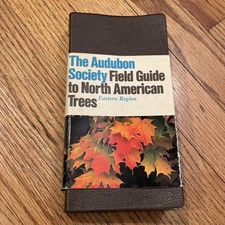 The Audubon
Society Field Guide
to North American
Trees Eastern Region